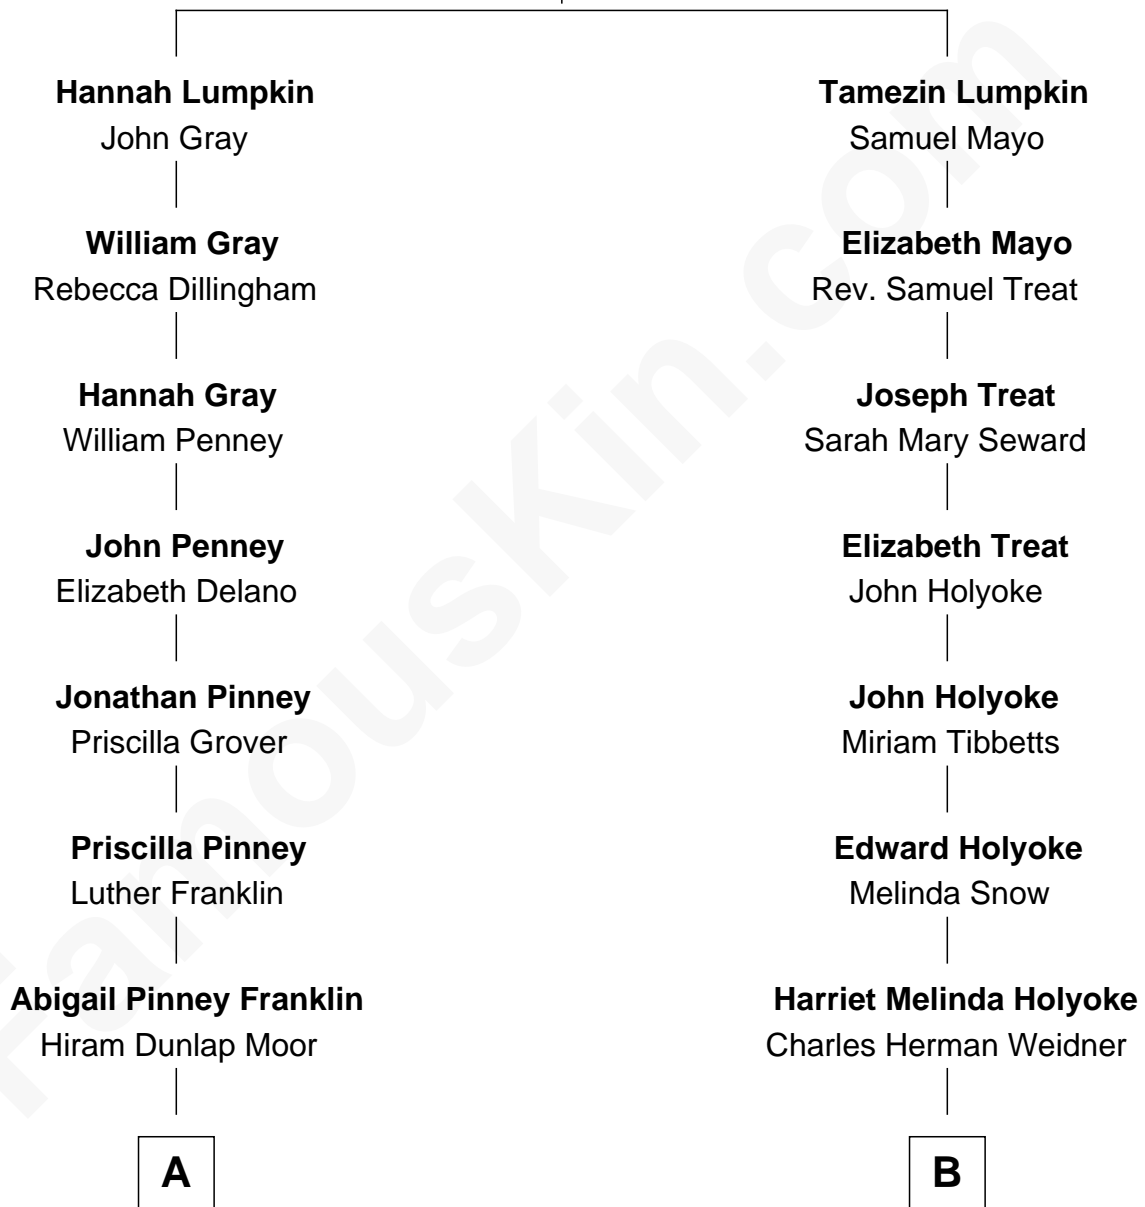 Hannah Lumpkin
John Gray
William Gray
Rebecca Dillingham
Hannah Gray
William Penney
John Penney
Elizabeth Delano
Jonathan Pinney
Priscilla Grover
Priscilla Pinney
Luther Franklin
Abigail Pinney Franklin
Hiram Dunlap Moor
A
Tamezin Lumpkin
Samuel Mayo
Elizabeth Mayo
Rev. Samuel Treat
Joseph Treat
Sarah Mary Seward
Elizabeth Treat
John Holyoke
John Holyoke
Miriam Tibbetts
Edward Holyoke
Melinda Snow
Harriet Melinda Holyoke
Charles Herman Weidner
B
FamousKin.com